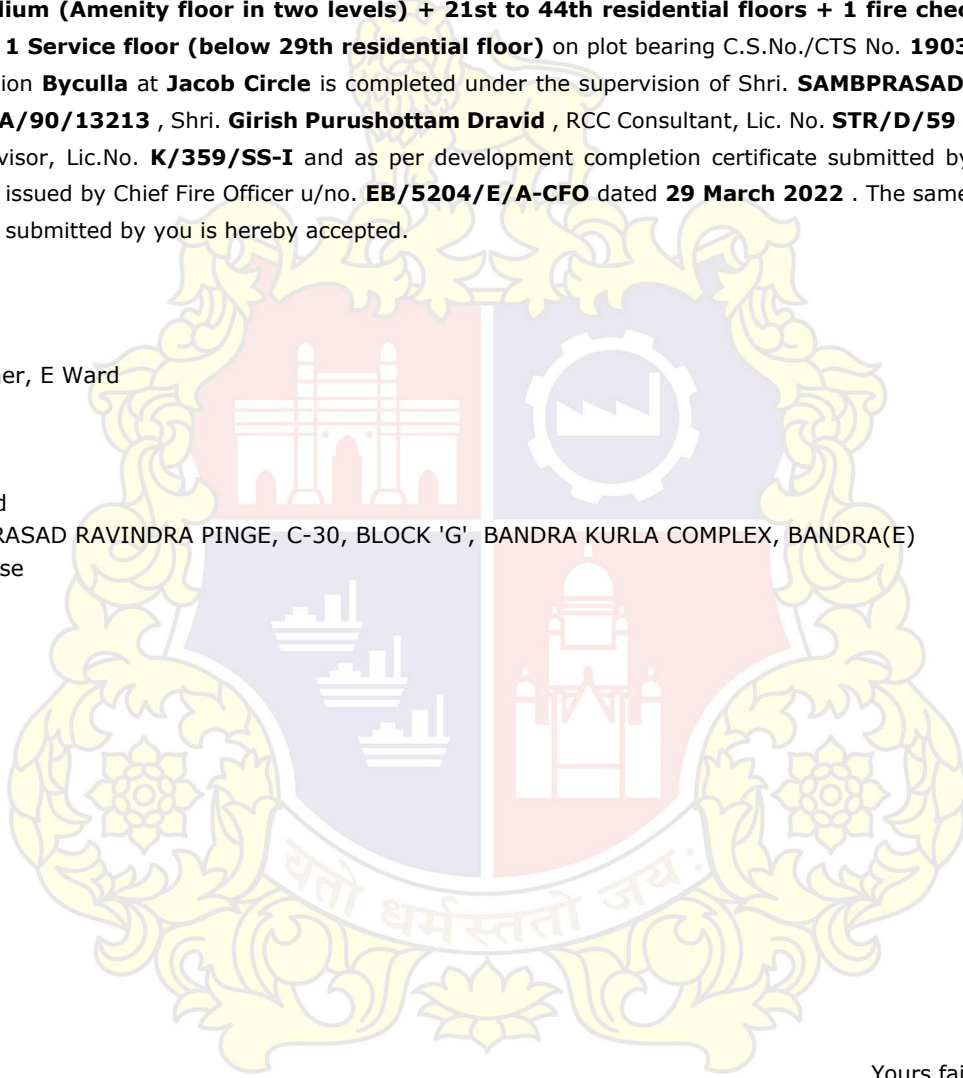 dium (Amenity floor in two levels) + 21st to 44th residential floors + 1 fire chec
1 Service floor (below 29th residential floor) on plot bearing C.S.No./CTS No. 1903
ion Byculla at Jacob Circle is completed under the supervision of Shri. SAMBPRASAD
A/90/13213 , Shri. Girish Purushottam Dravid , RCC Consultant, Lic. No. STR/D/59
visor, Lic.No. K/359/SS-I and as per development completion certificate submitted by
issued by Chief Fire Officer u/no. EB/5204/E/A-CFO dated 29 March 2022 . The same
submitted by you is hereby accepted.
er, E Ward
d
RASAD RAVINDRA PINGE, C-30, BLOCK 'G', BANDRA KURLA COMPLEX, BANDRA(E)
se
यतो धर्मस्ततो जय:
Yours fai